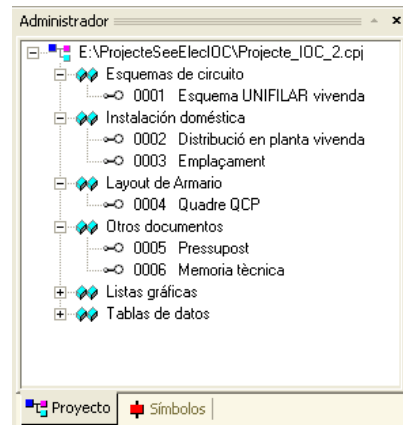 Administrador
E:\ProjecteSeeElecIOC\Projecte_IOC_2.cpj
Esquemas de circuito
0001 Esquema UNIFILAR vivenda
Instalación doméstica
0002 Distribució en planta vivenda
0003 Emplaçament
Layout de Armario
0004 Quadre QCP
Otros documentos
0005 Pressupost
0006 Memoria tècnica
Listas gráficas
Tablas de datos
Proyecto Símbolos